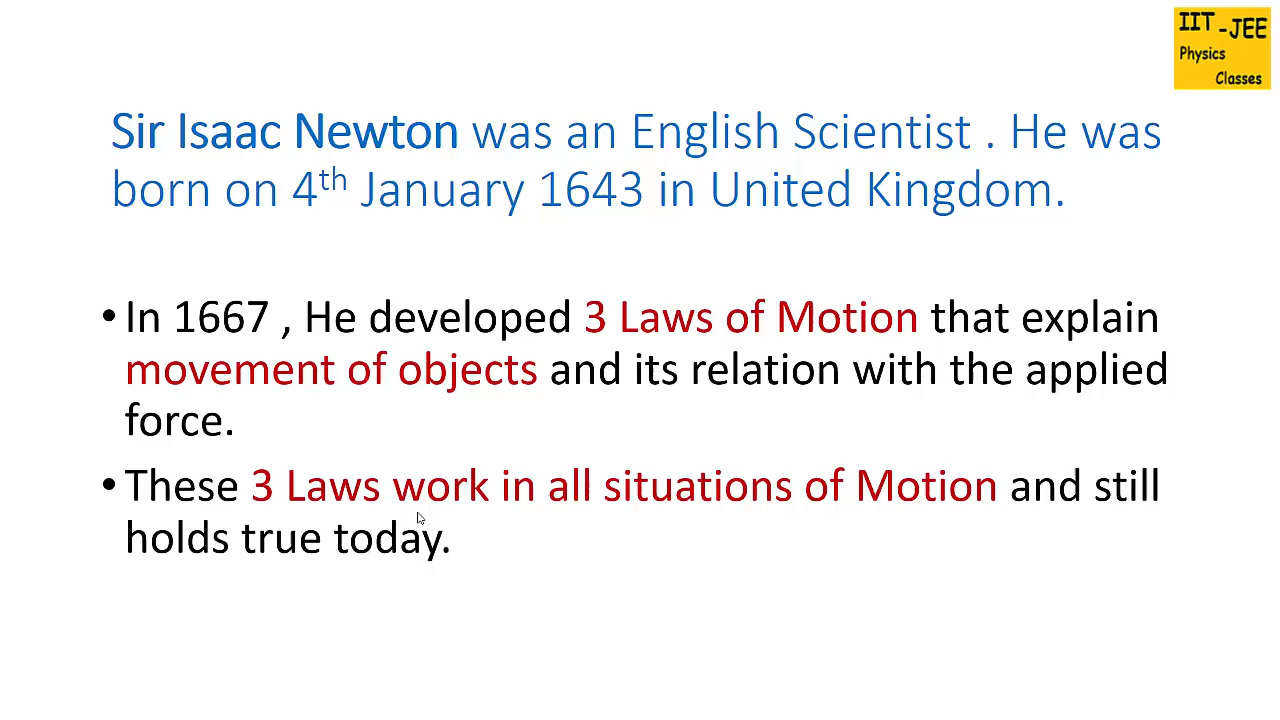 IIT -JEE
Physics
Classes
Sir Isaac Newton was an English Scientist . He was
born on 4th January 1643 in United Kingdom.
• In 1667 , He developed 3 Laws of Motion that explain
movement of objects and its relation with the applied
force.
• These 3 Laws work in all situations of Motion and still
holds true today.